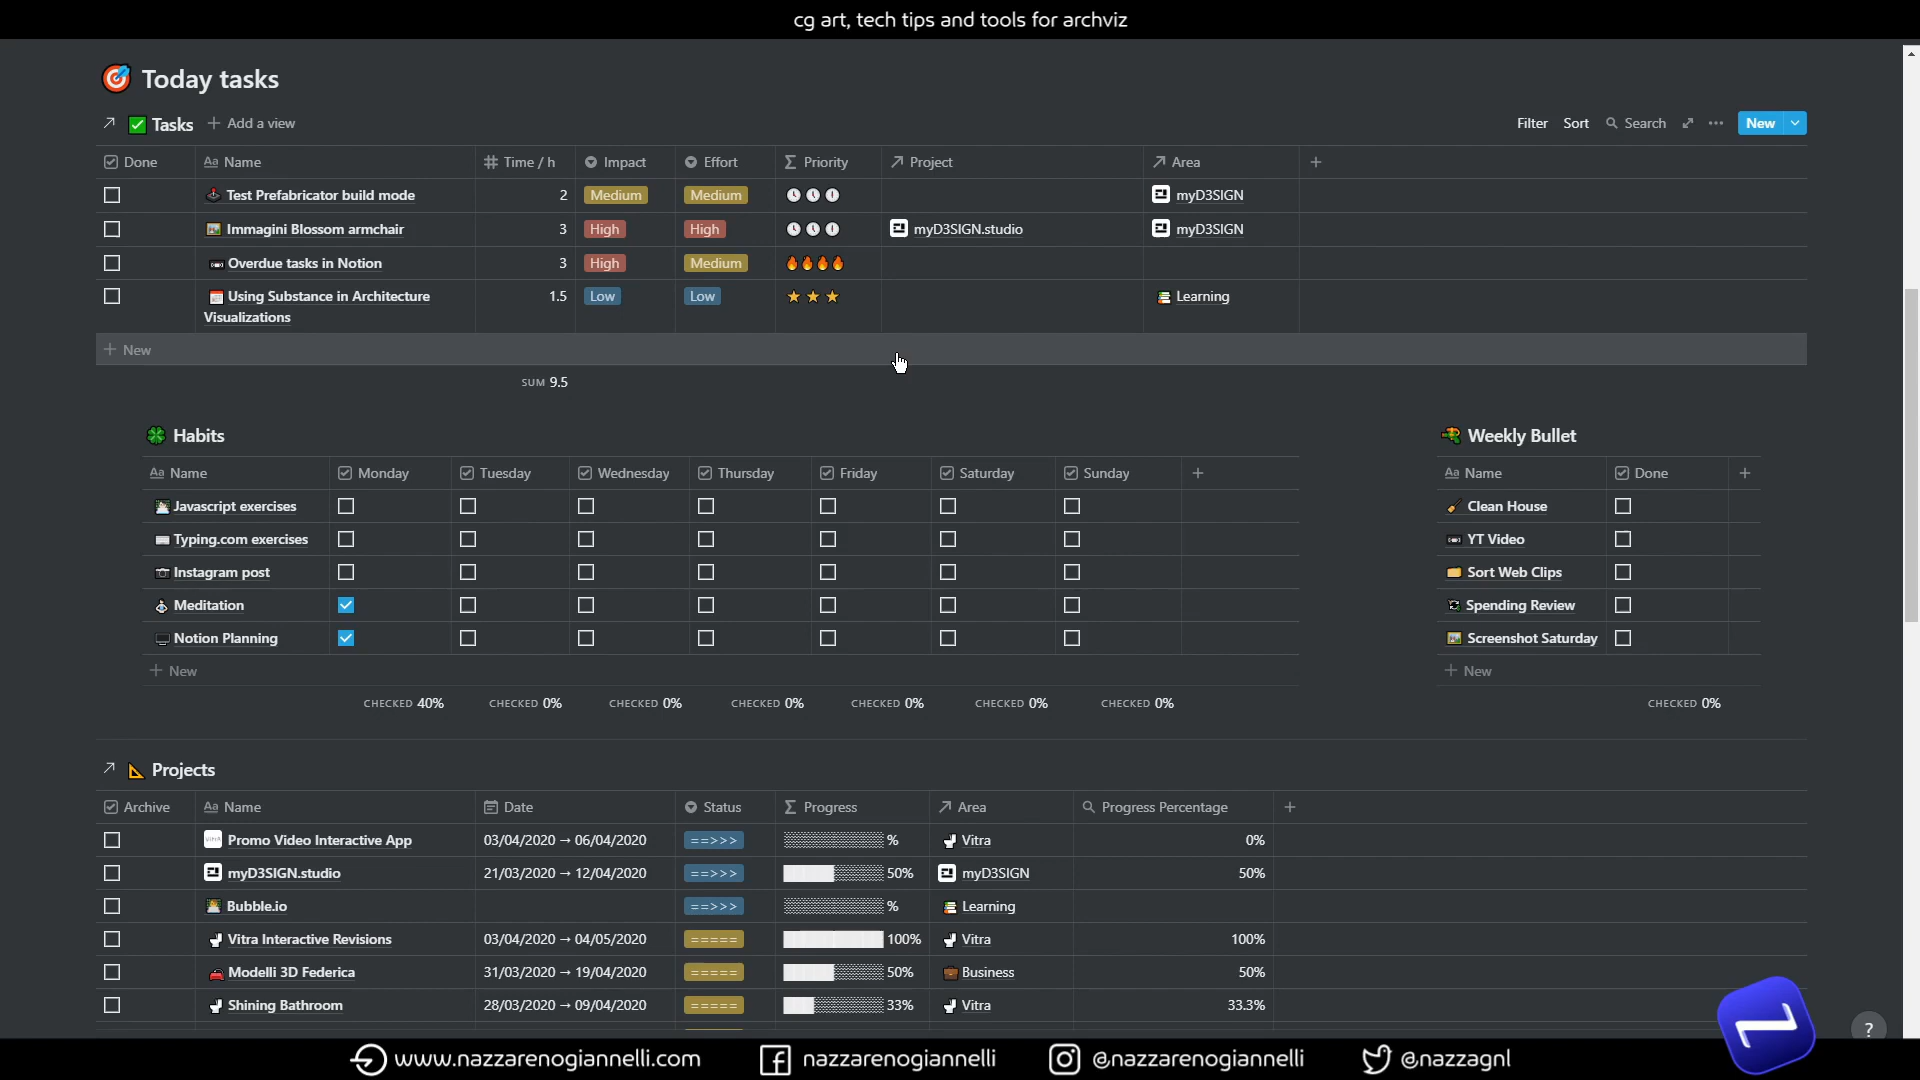 cg art, tech tips and tools for archviz
Today tasks
Tasks + Add a view Filter Sort Search New
Done Aa Name # Time / h Impact Effort Σ Priority Project Area +
Test Prefabricator build mode 2 Medium Medium myD3SIGN
Immagini Blossom armchair 3 High High myD3SIGN.studio myD3SIGN
Overdue tasks in Notion 3 High Medium
Using Substance in Architecture 1.5 Low Low Learning
Visualizations
+ New
SUM 9.5
Habits
Aa Name Monday Tuesday Wednesday Thursday Friday Saturday Sunday +
Javascript exercises
Typing.com exercises
Instagram post
Meditation
Notion Planning
+ New
CHECKED 40% CHECKED 0% CHECKED 0% CHECKED 0% CHECKED 0% CHECKED 0% CHECKED 0%
Weekly Bullet
Aa Name Done +
Clean House
YT Video
Sort Web Clips
Spending Review
Screenshot Saturday
+ New
CHECKED 0%
Projects
Archive Aa Name Date Status Σ Progress Area Progress Percentage +
Promo Video Interactive App 03/04/2020 → 06/04/2020 ==>>> % Vitra 0%
myD3SIGN.studio 21/03/2020 → 12/04/2020 ==>>> 50% myD3SIGN 50%
Bubble.io ==>>> % Learning
Vitra Interactive Revisions 03/04/2020 → 04/05/2020 ===== 100% Vitra 100%
Modelli 3D Federica 31/03/2020 → 19/04/2020 ===== 50% Business 50%
Shining Bathroom 28/03/2020 → 09/04/2020 ===== 33% Vitra 33.3%
?
www.nazzarenogiannelli.com nazzarenogiannelli @nazzarenogiannelli @nazzagnl